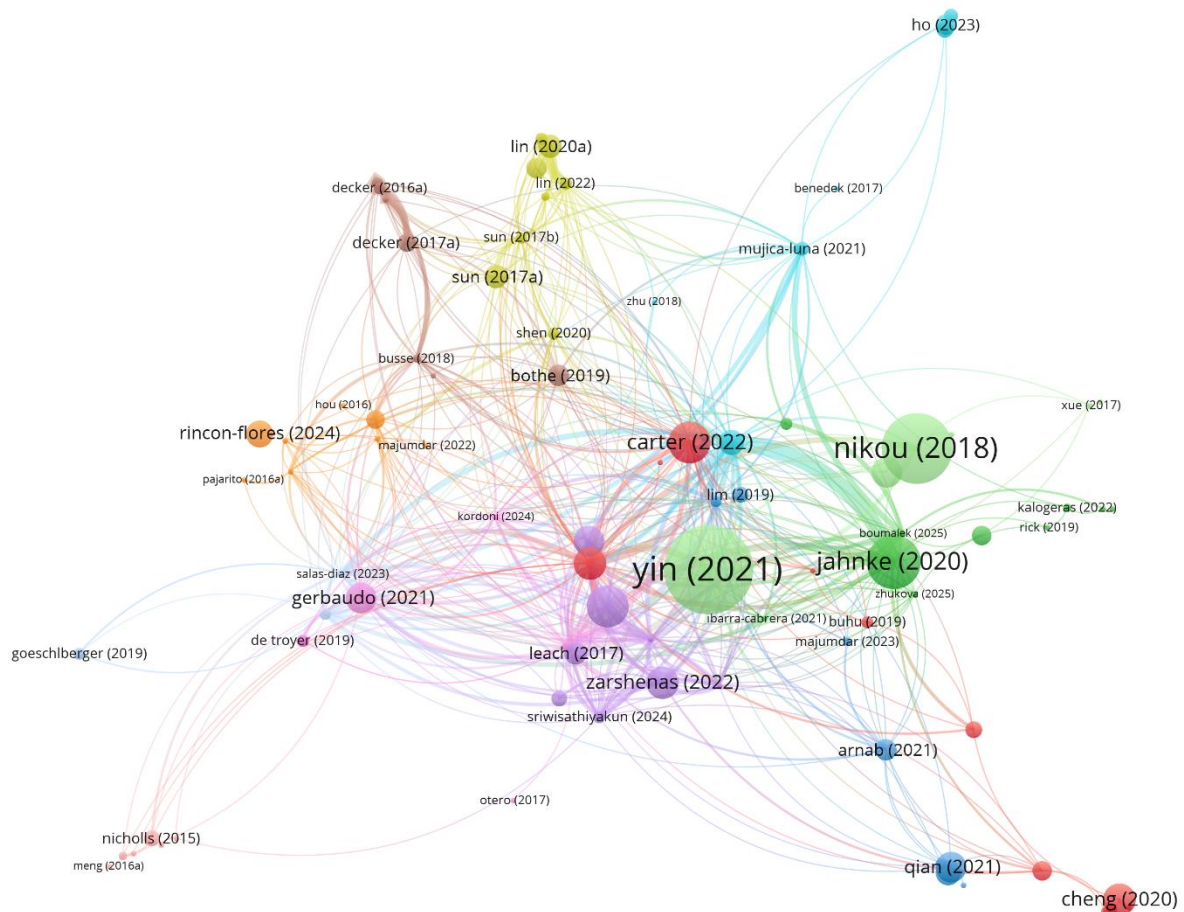 ho (2023)
lin (2020a)
lin (2022)
decker (2016a)
benedek (2017)
decker (2017a)
sun (2017b)
mujica-luna (2021)
sun (2017a)
zhu (2018)
shen (2020)
busse (2018)
bothe (2019)
hou (2016)
xue (2017)
rincon-flores (2024)
majumdar (2022)
carter (2022)
nikou (2018)
pajarito (2016a)
lim (2019)
kalogeras (2022)
kordoni (2024)
rick (2019)
boumalek (2025)
yin (2021)
jahnke (2020)
salas-diaz (2023)
gerbaudo (2021)
zhukova (2025)
ibarra-cabrera (2021)
buhu (2019)
de troyer (2019)
majumdar (2023)
goeschlberger (2019)
leach (2017)
zarshenas (2022)
sriwisathiyakun (2024)
arnab (2021)
otero (2017)
nicholls (2015)
meng (2016a)
qian (2021)
cheng (2020)